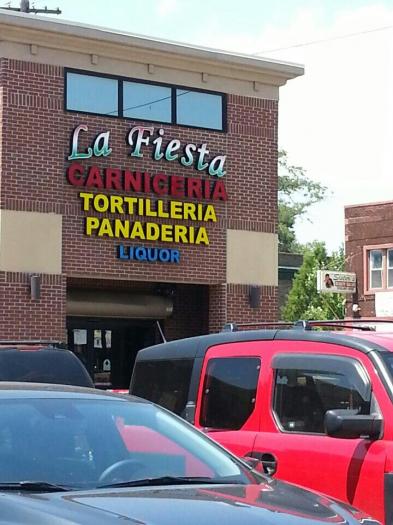 La Fiesta
CARNICERIA
TORTILLERIA
PANADERIA
LIQUOR